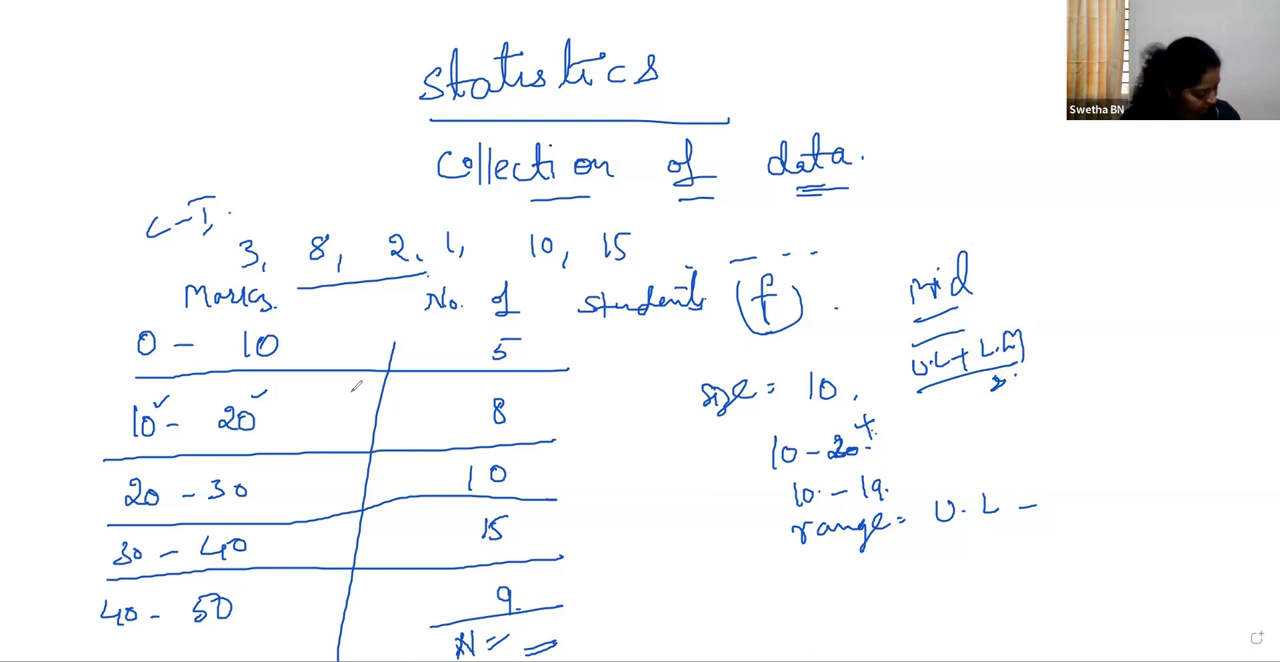 Statistics
Swetha BN
Collection of data.
C-I.
3, 8, 2, 1, 10, 15
Marks. No. of students (f).
mid
0 - 10 5
U.L + L.L
2
size = 10,
10 - 20 8
10 - 20
20 - 30 10
10 - 19.
range = U.L -
30 - 40 15
40 - 50 9
N =